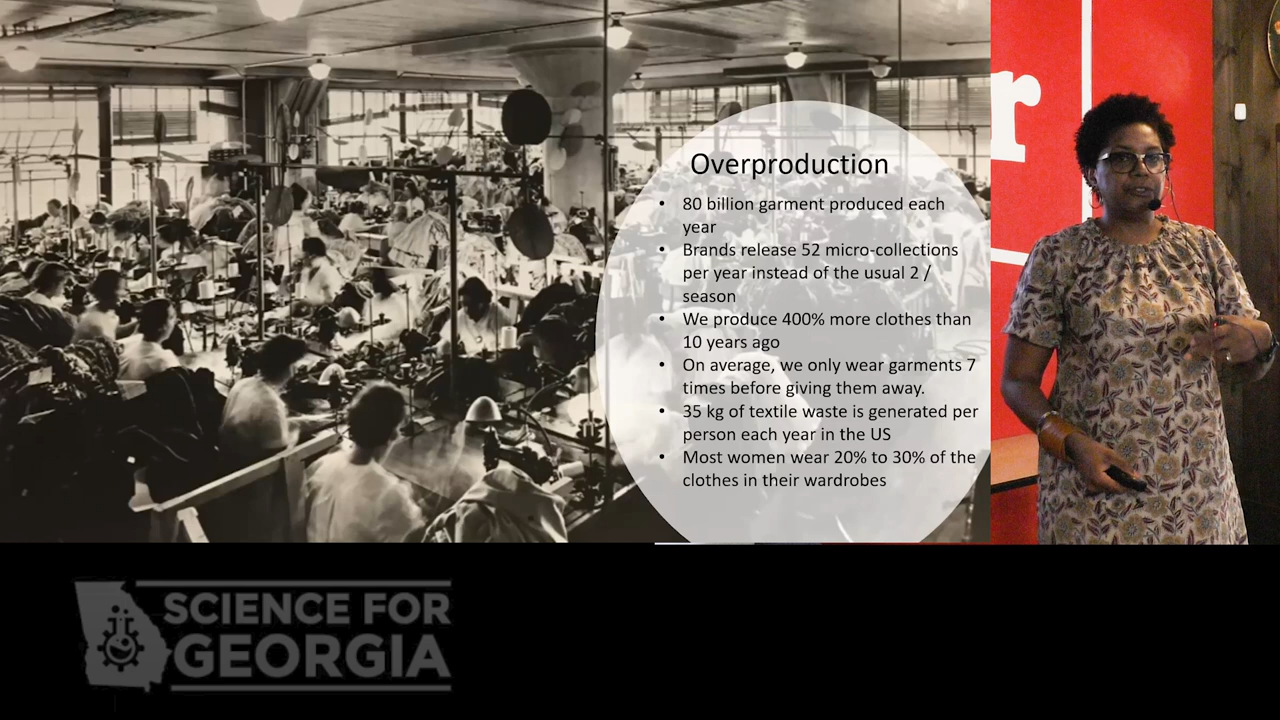 Overproduction
• 80 billion garment produced each
year
• Brands release 52 micro-collections
per year instead of the usual 2 /
season
• We produce 400% more clothes than
10 years ago
• On average, we only wear garments 7
times before giving them away.
• 35 kg of textile waste is generated per
person each year in the US
• Most women wear 20% to 30% of the
clothes in their wardrobes
r
SCIENCE FOR
GEORGIA